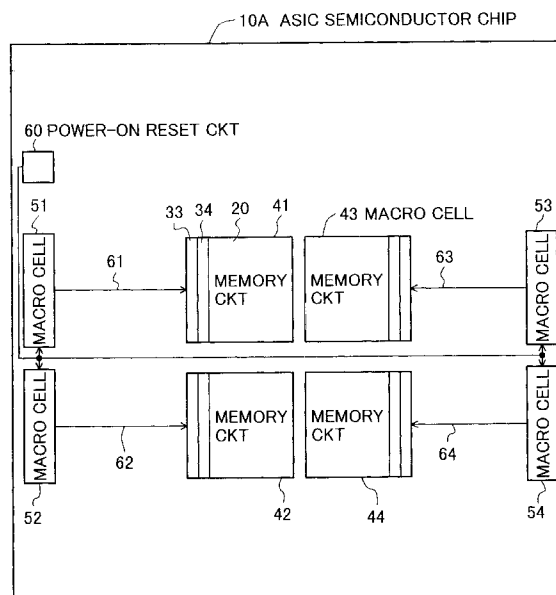 10A ASIC SEMICONDUCTOR CHIP
60 POWER-ON RESET CKT
51
33
34
20
41
43 MACRO CELL
53
MACRO CELL
61
MEMORY
CKT
MEMORY
CKT
63
MACRO CELL
MACRO CELL
62
MEMORY
CKT
MEMORY
CKT
64
MACRO CELL
52
42
44
54